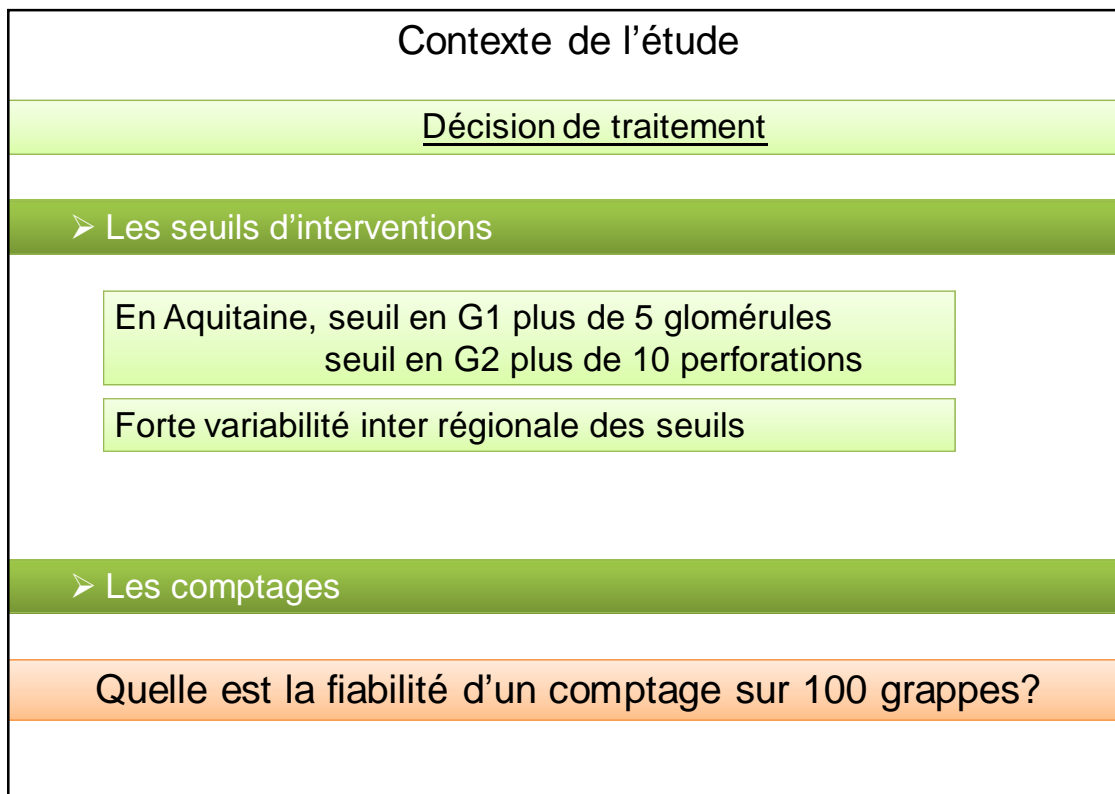 Contexte de l’étude
Décision de traitement
➢ Les seuils d’interventions
En Aquitaine, seuil en G1 plus de 5 glomérules
seuil en G2 plus de 10 perforations
Forte variabilité inter régionale des seuils
➢ Les comptages
Quelle est la fiabilité d’un comptage sur 100 grappes?